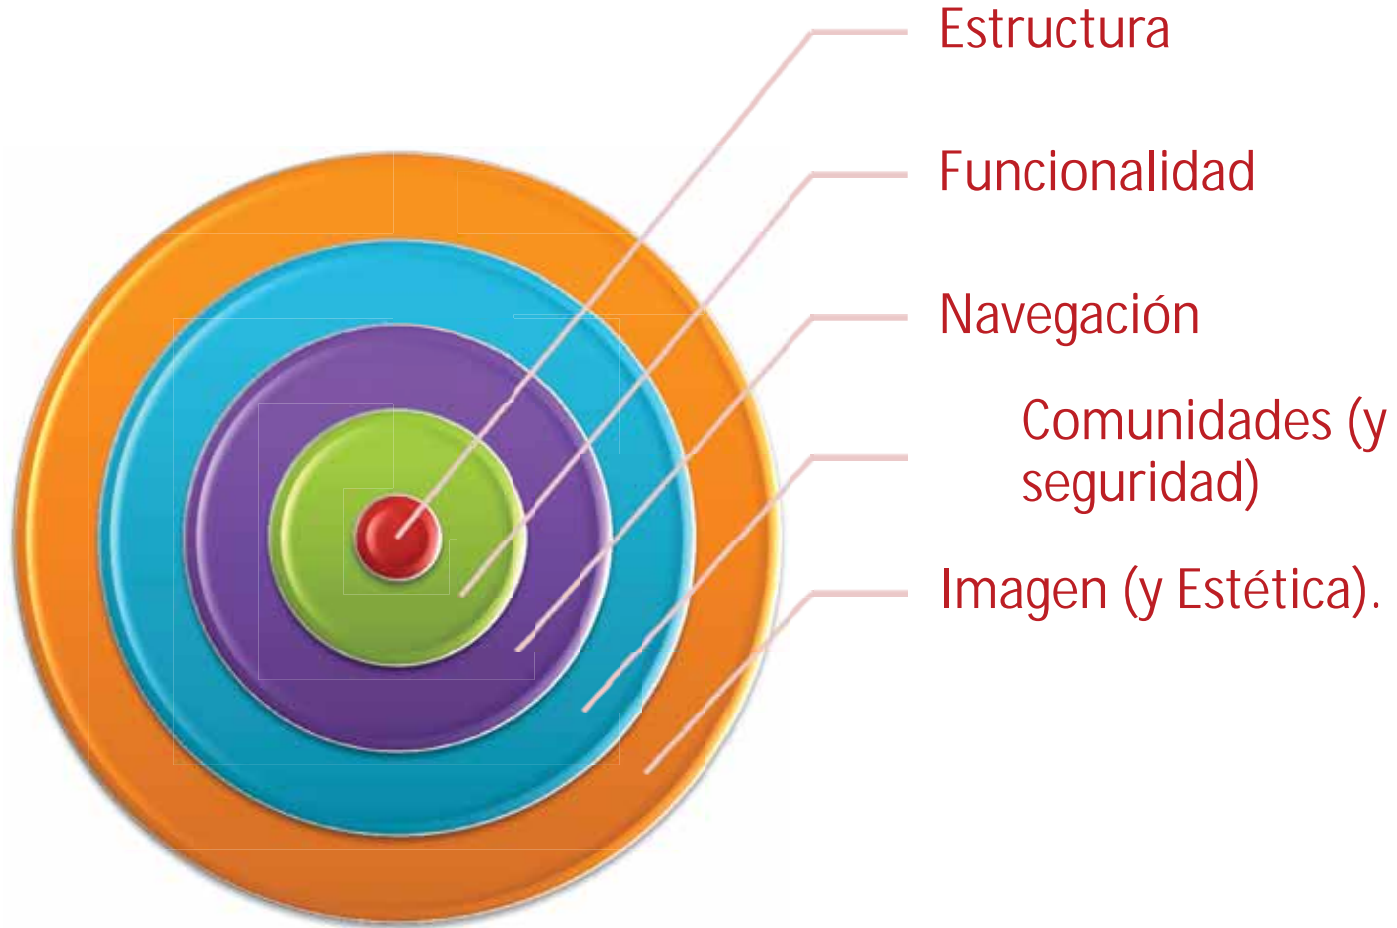 Estructura
Funcionalidad
Navegación
Comunidades (y
seguridad)
Imagen (y Estética).